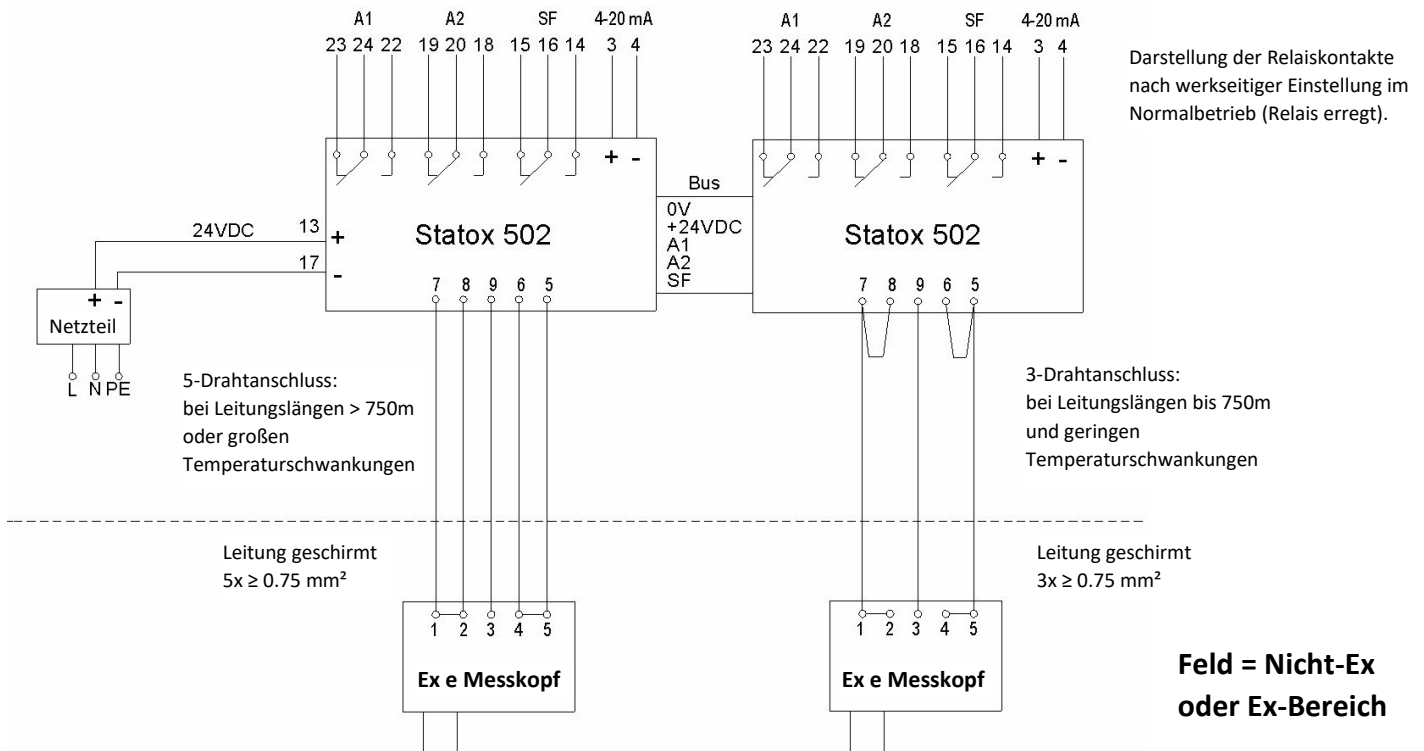 A1 A2 SF 4-20 mA
23 24 22 19 20 18 15 16 14 3 4
A1 A2 SF 4-20 mA
23 24 22 19 20 18 15 16 14 3 4
Darstellung der Relaiskontakte
nach werkseitiger Einstellung im
Normalbetrieb (Relais erregt).
+ -
+ -
Bus
0V
+24VDC
A1
A2
SF
24VDC 13 +
17 -
Statox 502
Statox 502
7 8 9 6 5
7 8 9 6 5
+ -
Netzteil
L N PE
5-Drahtanschluss:
bei Leitungslängen > 750m
oder großen
Temperaturschwankungen
3-Drahtanschluss:
bei Leitungslängen bis 750m
und geringen
Temperaturschwankungen
Leitung geschirmt
5x ≥ 0.75 mm²
Leitung geschirmt
3x ≥ 0.75 mm²
1 2 3 4 5
Ex e Messkopf
1 2 3 4 5
Ex e Messkopf
Feld = Nicht-Ex
oder Ex-Bereich